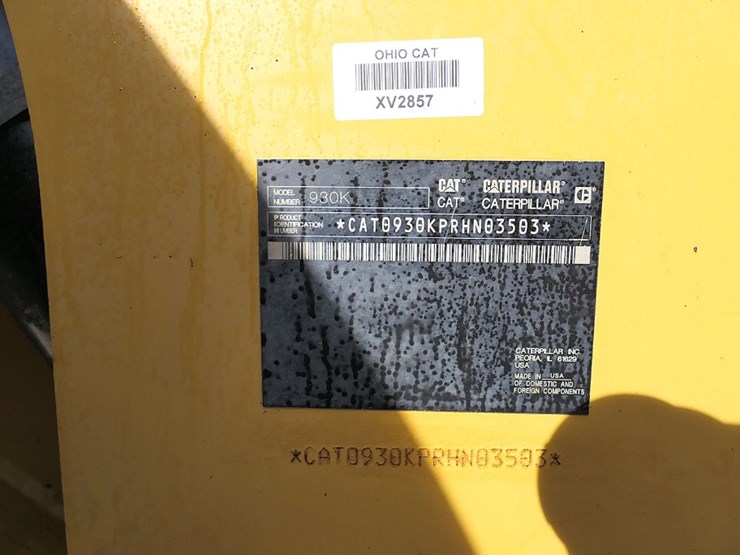 OHIO CAT
XV2857
CAT® CATERPILLAR®
MODEL NUMBER 930K
CAT® CATERPILLAR®
PRODUCT IDENTIFICATION NUMBER *CAT0930KPRHN03503*
CATERPILLAR INC.
PEORIA, IL 61629
USA
MADE IN USA
OF DOMESTIC AND
FOREIGN COMPONENTS
*CAT0930KPRHN03503*